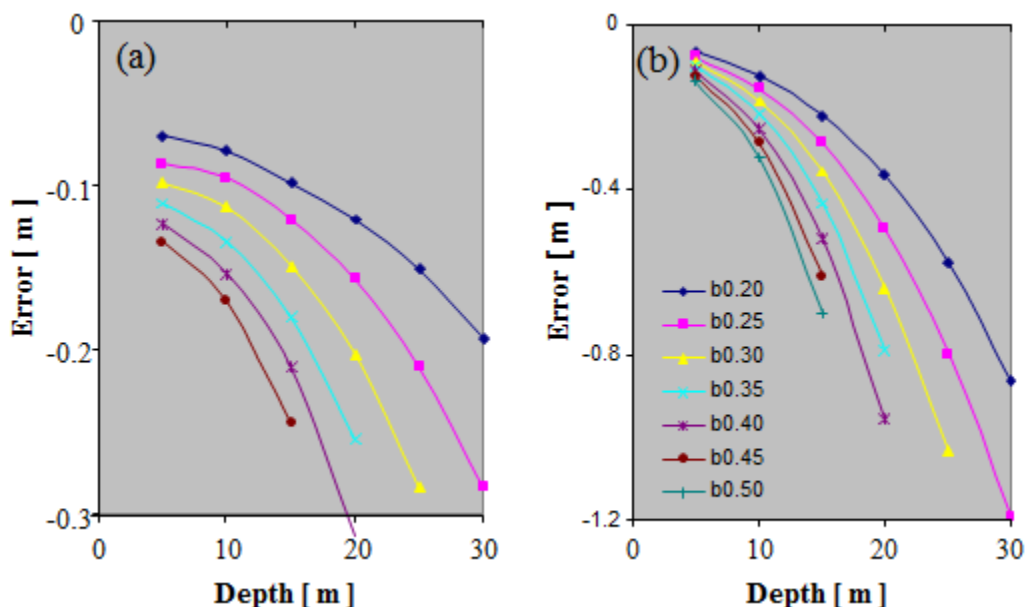 (a)
0
-0.1
-0.2
-0.3
Error [ m ]
0 10 20 30
Depth [ m ]
(b)
0
-0.4
-0.8
-1.2
Error [ m ]
b0.20
b0.25
b0.30
b0.35
b0.40
b0.45
b0.50
0 10 20 30
Depth [ m ]